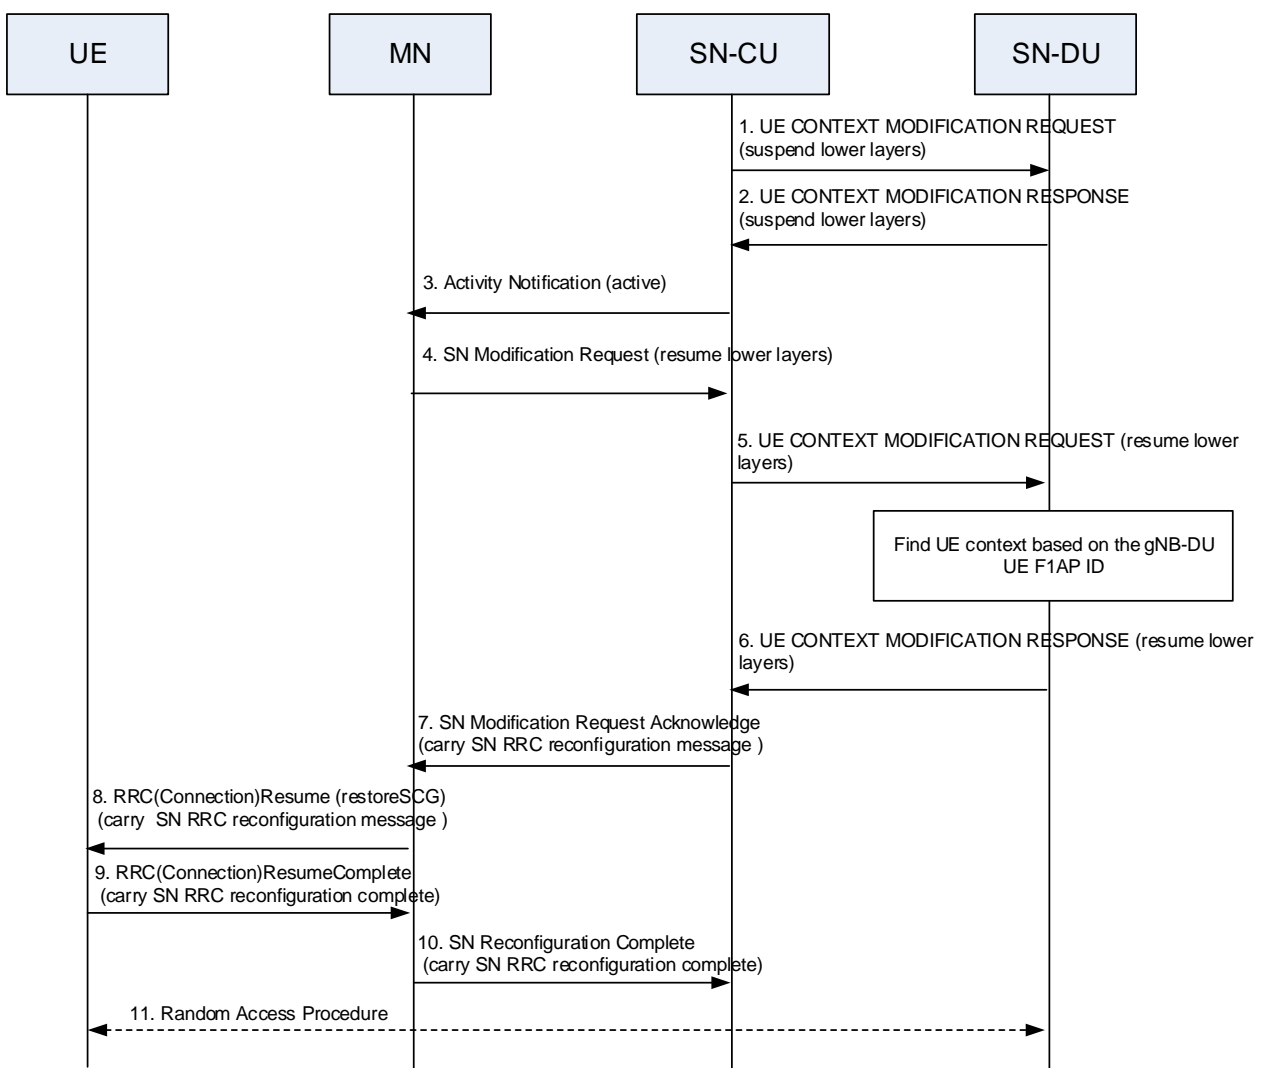 UE
MN
SN-CU
SN-DU
1. UE CONTEXT MODIFICATION REQUEST
(suspend lower layers)
2. UE CONTEXT MODIFICATION RESPONSE
(suspend lower layers)
3. Activity Notification (active)
4. SN Modification Request (resume lower layers)
5. UE CONTEXT MODIFICATION REQUEST (resume lower
layers)
Find UE context based on the gNB-DU
UE F1AP ID
6. UE CONTEXT MODIFICATION RESPONSE (resume lower
layers)
7. SN Modification Request Acknowledge
(carry SN RRC reconfiguration message )
8. RRC(Connection)Resume (restoreSCG)
(carry SN RRC reconfiguration message )
9. RRC(Connection)ResumeComplete
(carry SN RRC reconfiguration complete)
10. SN Reconfiguration Complete
(carry SN RRC reconfiguration complete)
11. Random Access Procedure